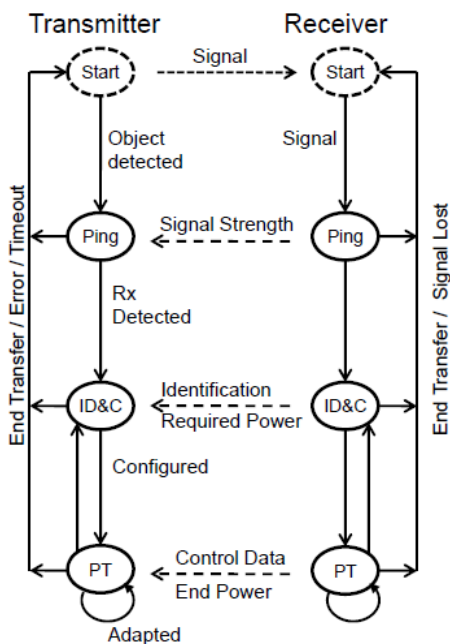 Transmitter
Receiver
Start
Signal
Start
Object
detected
Signal
Ping
Signal Strength
Ping
End Transfer / Error / Timeout
Rx
Detected
End Transfer / Signal Lost
ID&C
Identification
Required Power
ID&C
Configured
PT
Control Data
End Power
PT
Adapted